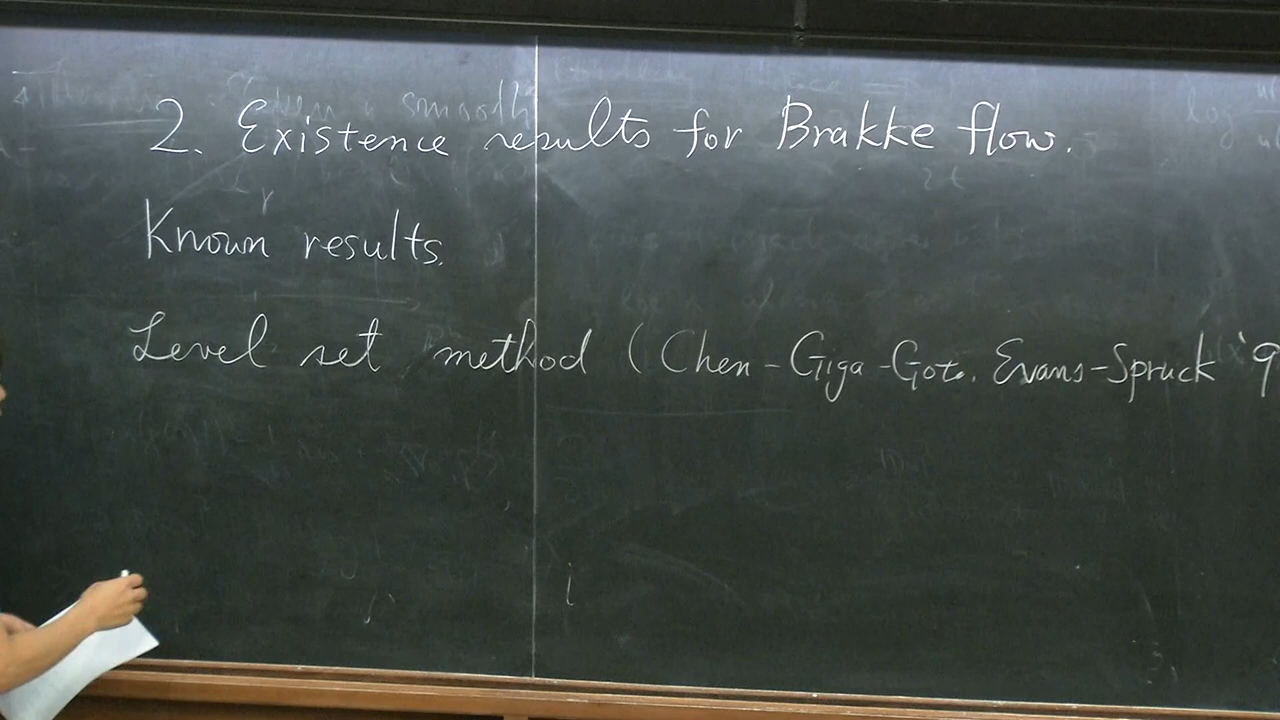 2. Existence results for Brakke flow.
Known results.
Level set method (Chen-Giga-Goto, Evans-Spruck '9